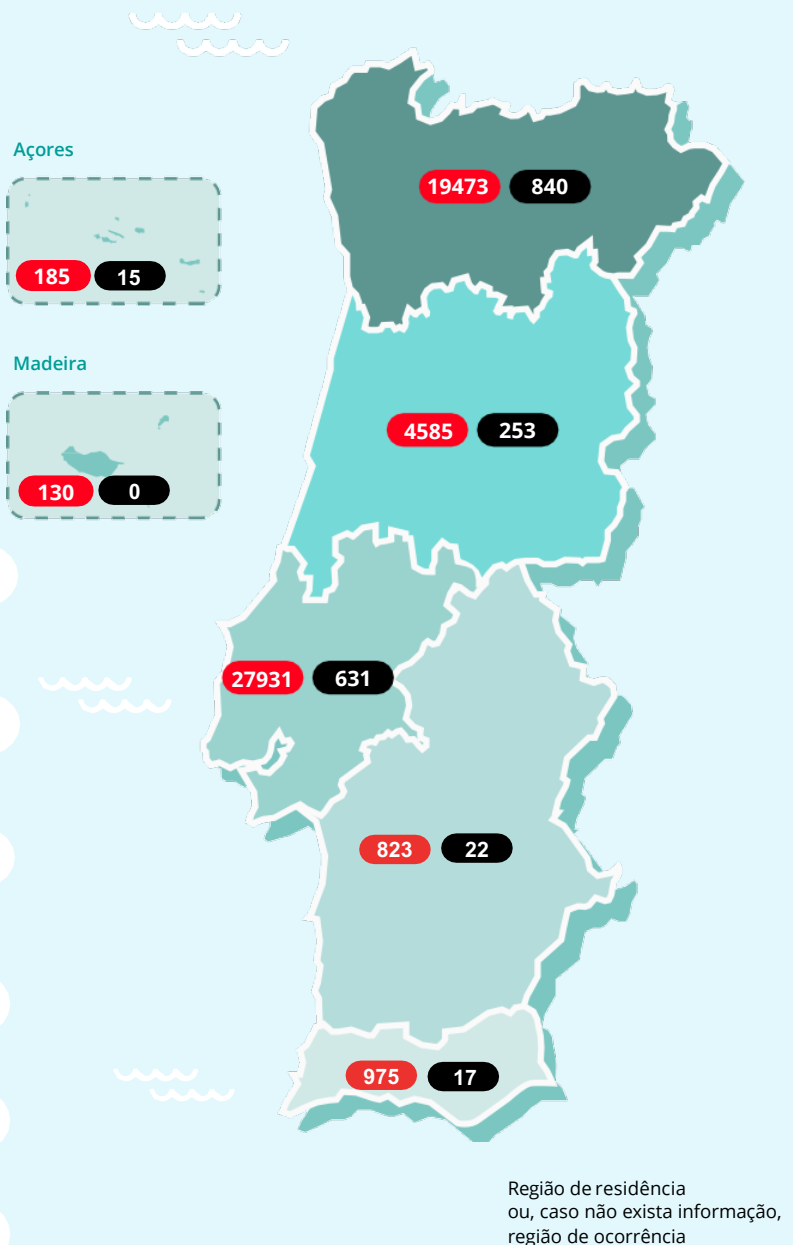 Açores
185 15
Madeira
130 0
19473 840
4585 253
27931 631
823 22
975 17
Região de residência
ou, caso não exista informação,
região de ocorrência